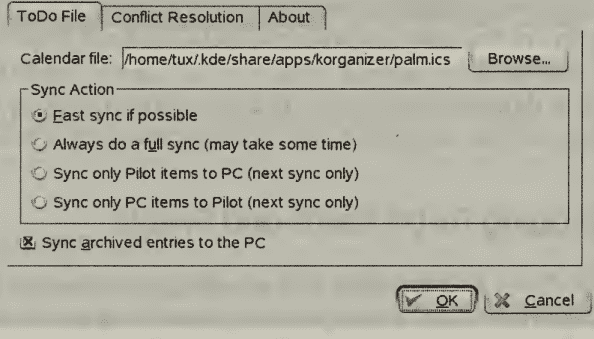 ToDo File Conflict Resolution About
Calendar file: /home/tux/.kde/share/apps/korganizer/palm.ics Browse...
Sync Action
Fast sync if possible
Always do a full sync (may take some time)
Sync only Pilot items to PC (next sync only)
Sync only PC items to Pilot (next sync only)
Sync archived entries to the PC
OK Cancel